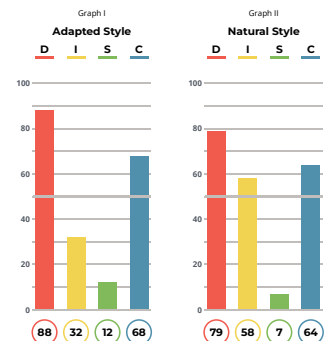 Graph I
Adapted Style
D I S C
100
80
60
40
20
0
88 32 12 68
Graph II
Natural Style
D I S C
100
80
60
40
20
0
79 58 7 64